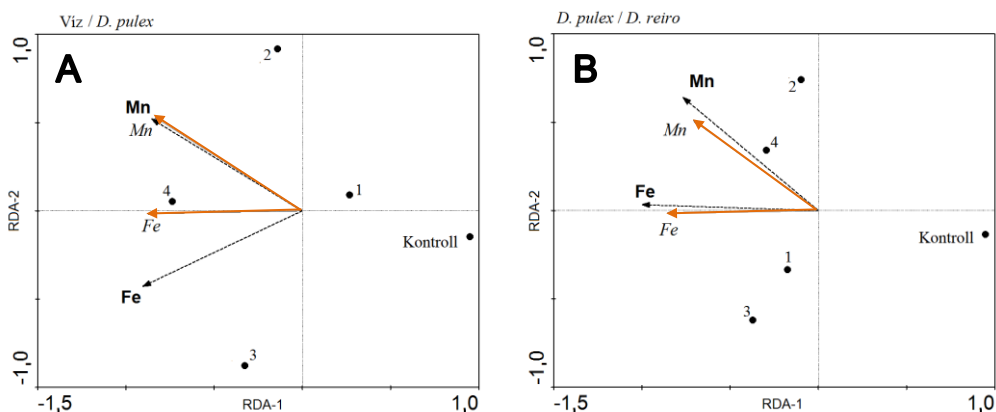 Víz / D. pulex
A
1,0
2
Mn
Mn
1
4
Fe
Kontroll
Fe
3
RDA-2
-1,0
-1,5
RDA-1
1,0
D. pulex / D. reiro
B
1,0
2
Mn
Mn
4
Fe
Fe
Kontroll
1
3
RDA-2
-1,0
-1,5
RDA-1
1,0